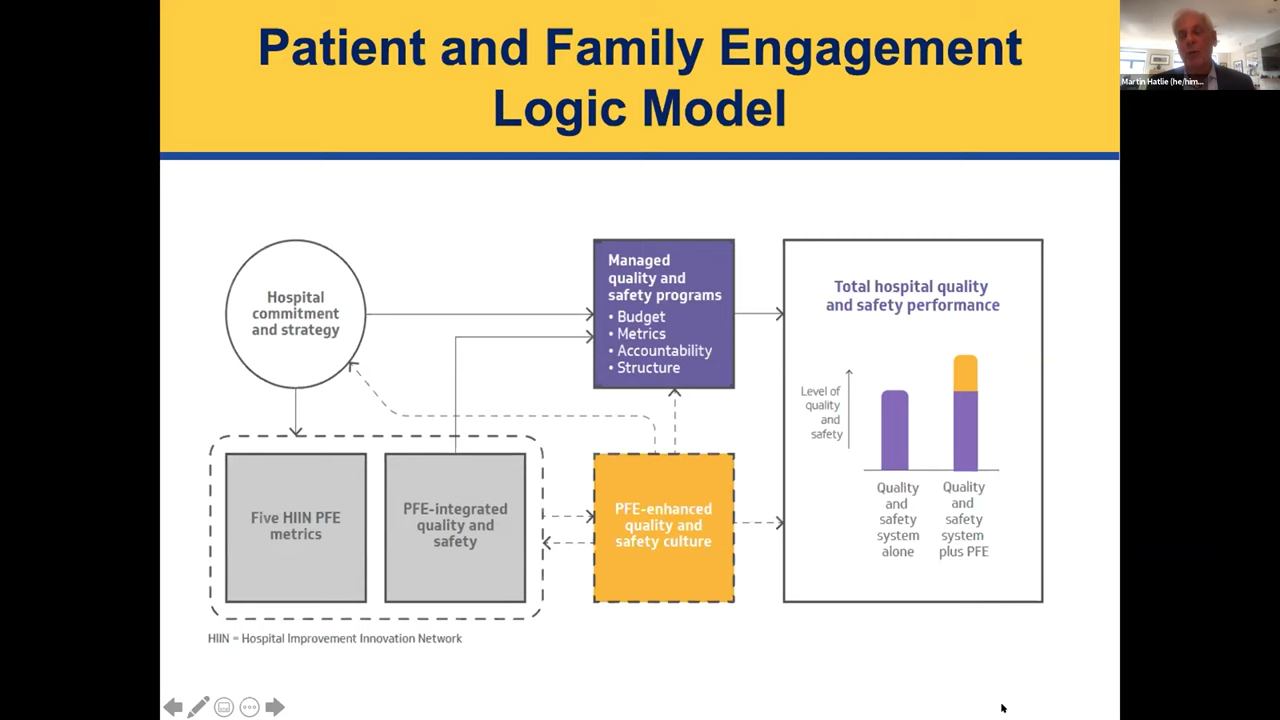 Patient and Family Engagement
Logic Model
Martin Hatlie (he/him...
Hospital
commitment
and strategy
Managed
quality and
safety programs
• Budget
• Metrics
• Accountability
• Structure
Total hospital quality
and safety performance
Level of
quality
and
safety
Quality
and
safety
system
alone
Quality
and
safety
system
plus PFE
Five HIIN PFE
metrics
PFE-integrated
quality and
safety
PFE-enhanced
quality and
safety culture
HIIN = Hospital Improvement Innovation Network